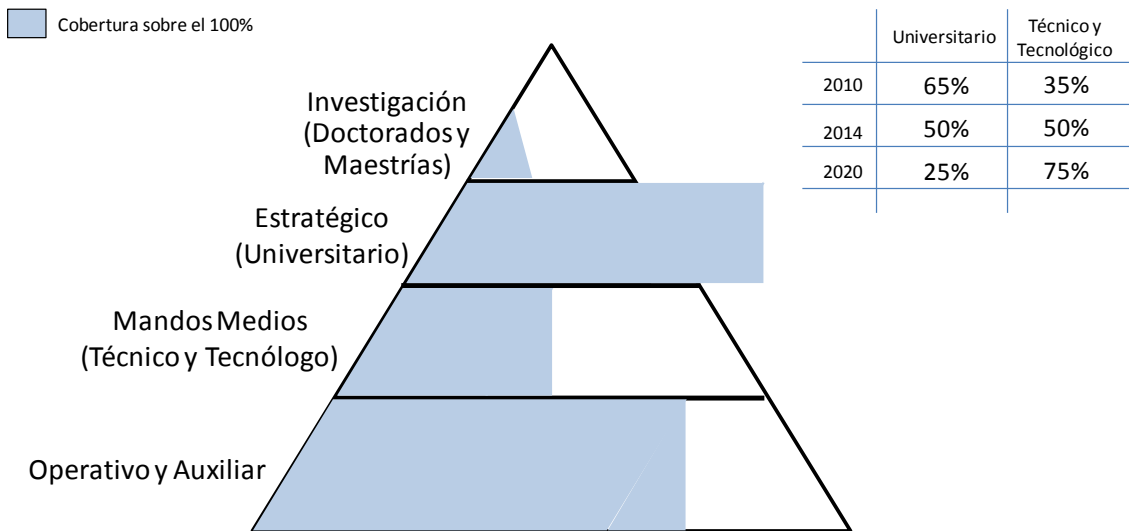 Cobertura sobre el 100%
Investigación
(Doctorados y
Maestrías)
Estratégico
(Universitario)
Mandos Medios
(Técnico y Tecnólogo)
Operativo y Auxiliar
Universitario
Técnico y
Tecnológico
2010 65% 35%
2014 50% 50%
2020 25% 75%